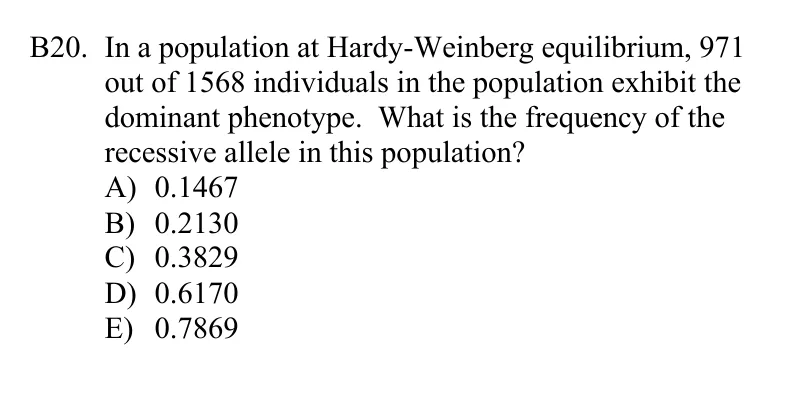 B20. In a population at Hardy-Weinberg equilibrium, 971
out of 1568 individuals in the population exhibit the
dominant phenotype. What is the frequency of the
recessive allele in this population?
A) 0.1467
B) 0.2130
C) 0.3829
D) 0.6170
E) 0.7869